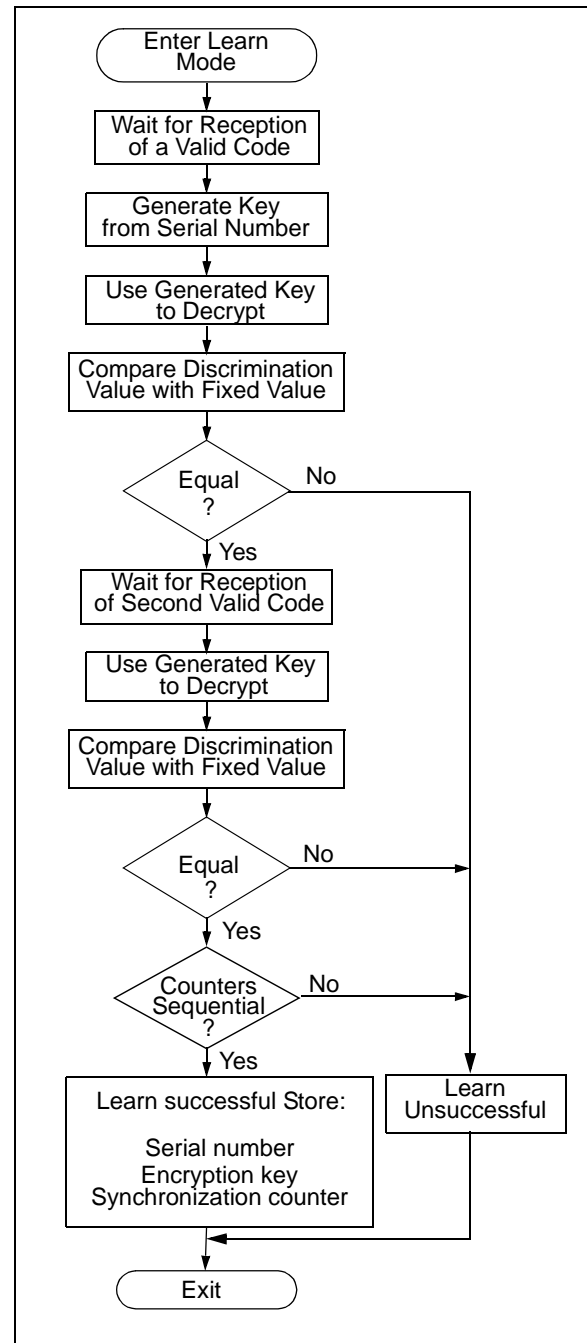 Enter Learn
Mode
Wait for Reception
of a Valid Code
Generate Key
from Serial Number
Use Generated Key
to Decrypt
Compare Discrimination
Value with Fixed Value
Equal
?
No
Yes
Wait for Reception
of Second Valid Code
Use Generated Key
to Decrypt
Compare Discrimination
Value with Fixed Value
Equal
?
No
Yes
Counters
Sequential
?
No
Yes
Learn successful Store:
Serial number
Encryption key
Synchronization counter
Learn
Unsuccessful
Exit